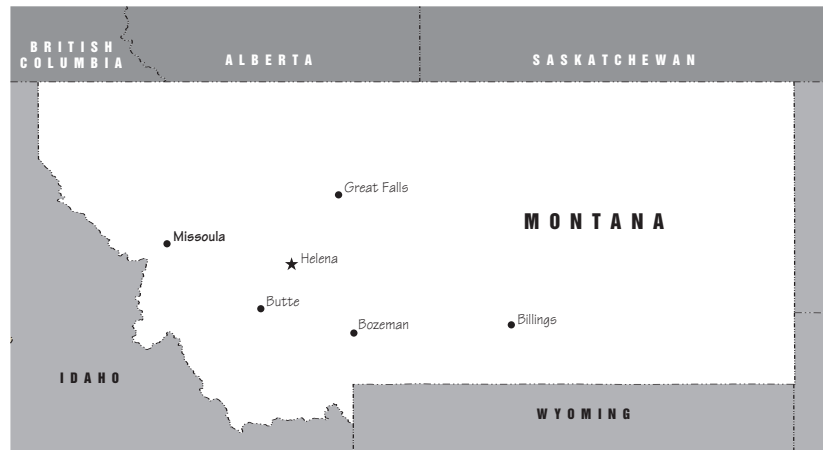 BRITISH
COLUMBIA
ALBERTA
SASKATCHEWAN
Great Falls
MONTANA
Missoula
Helena
Butte
Bozeman
Billings
IDAHO
WYOMING